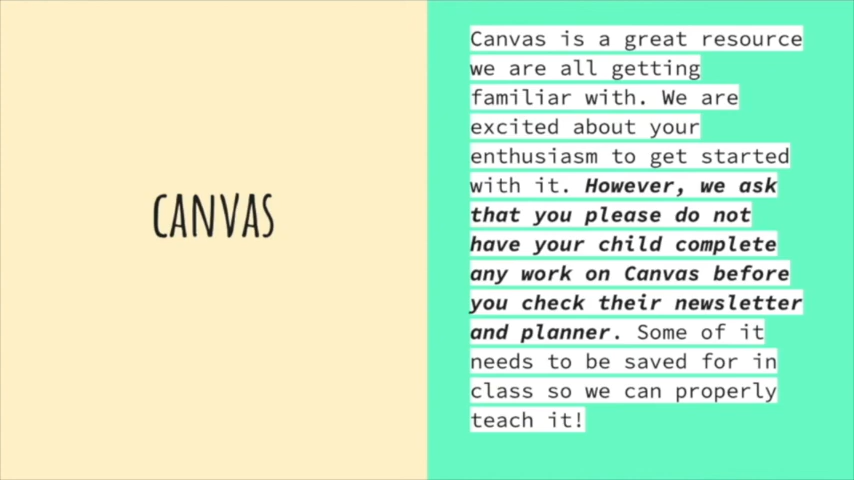 CANVAS
Canvas is a great resource
we are all getting
familiar with. We are
excited about your
enthusiasm to get started
with it. However, we ask
that you please do not
have your child complete
any work on Canvas before
you check their newsletter
and planner. Some of it
needs to be saved for in
class so we can properly
teach it!